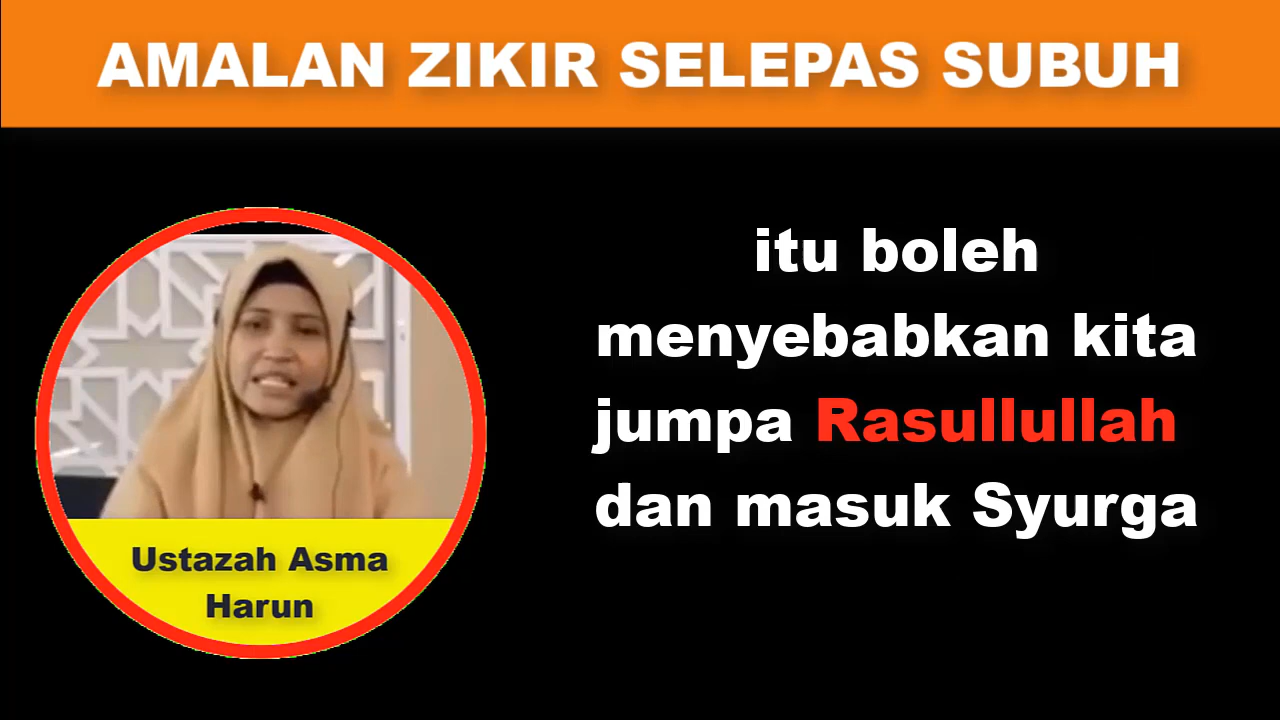 AMALAN ZIKIR SELEPAS SUBUH
itu boleh
menyebabkan kita
jumpa Rasullullah
dan masuk Syurga
Ustazah Asma
Harun